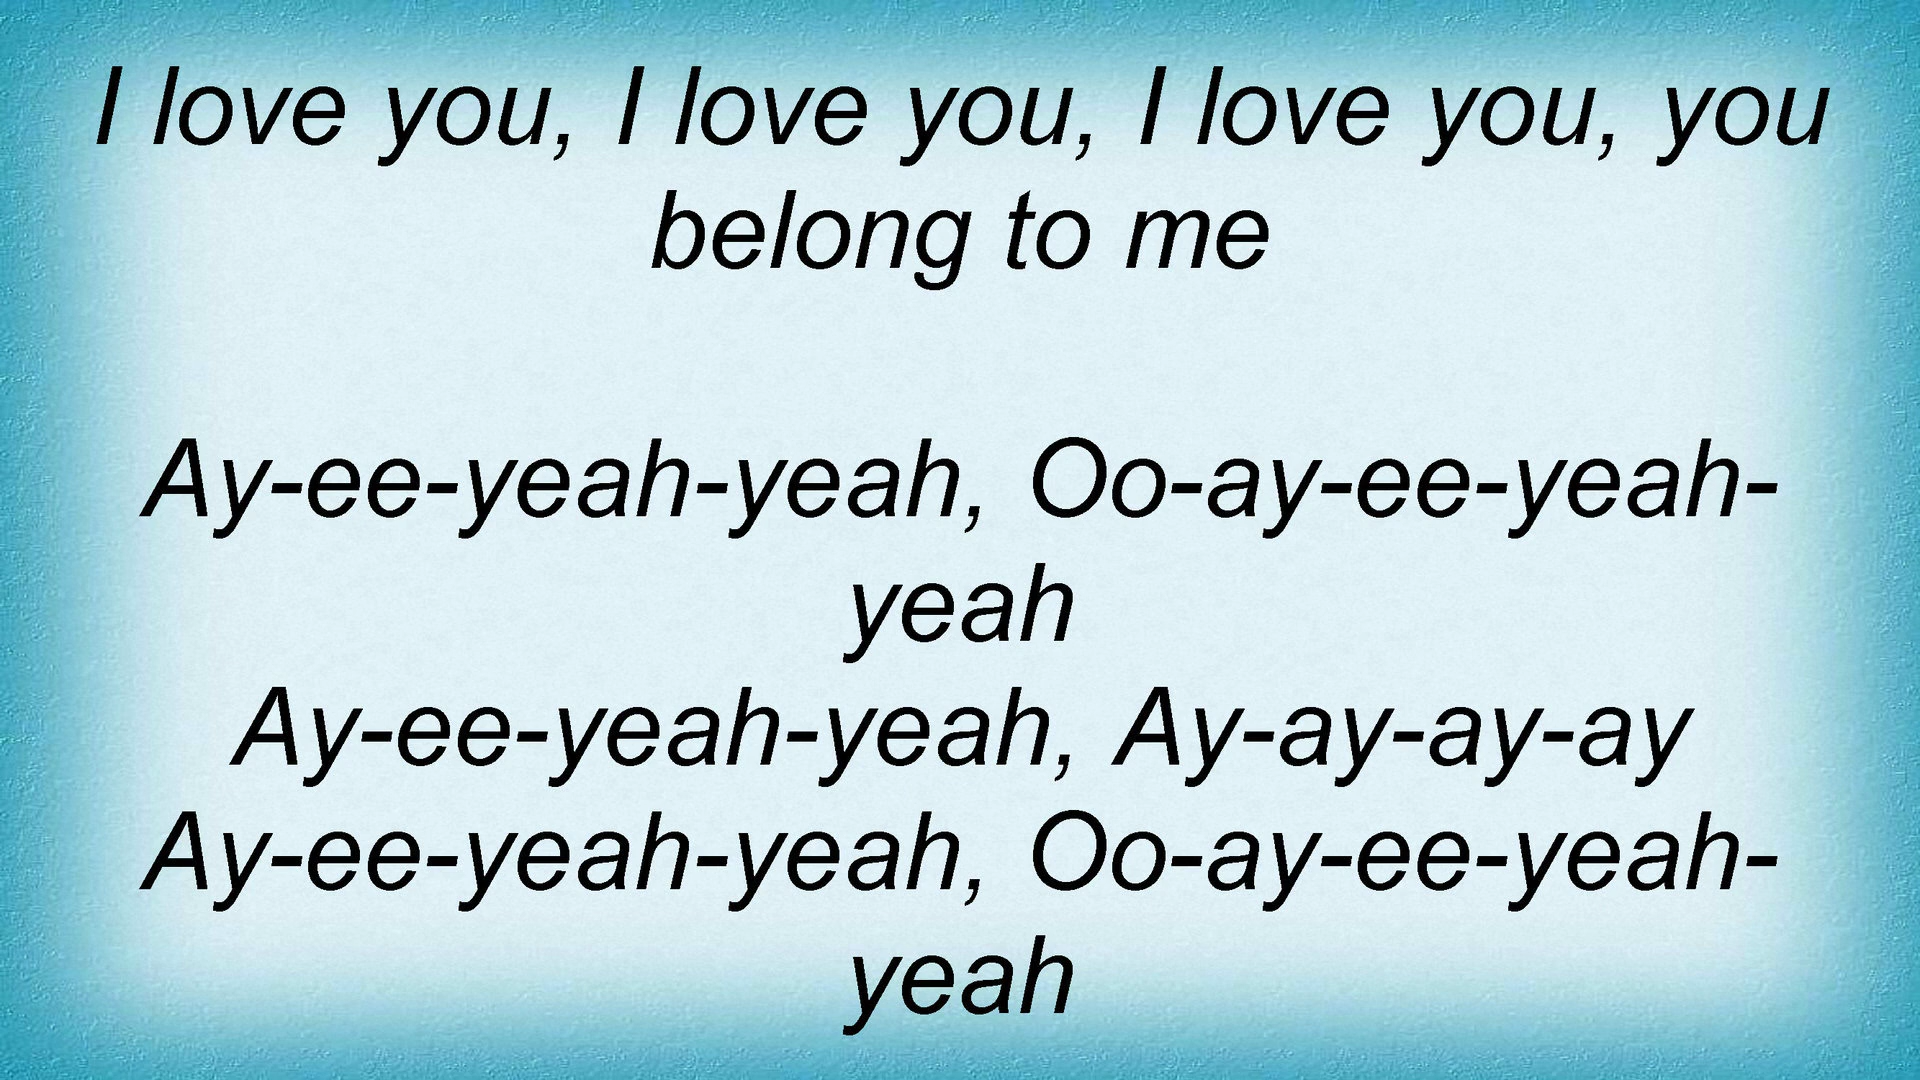 I love you, I love you, I love you, you
belong to me
Ay-ee-yeah-yeah, Oo-ay-ee-yeah-
yeah
Ay-ee-yeah-yeah, Ay-ay-ay-ay
Ay-ee-yeah-yeah, Oo-ay-ee-yeah-
yeah